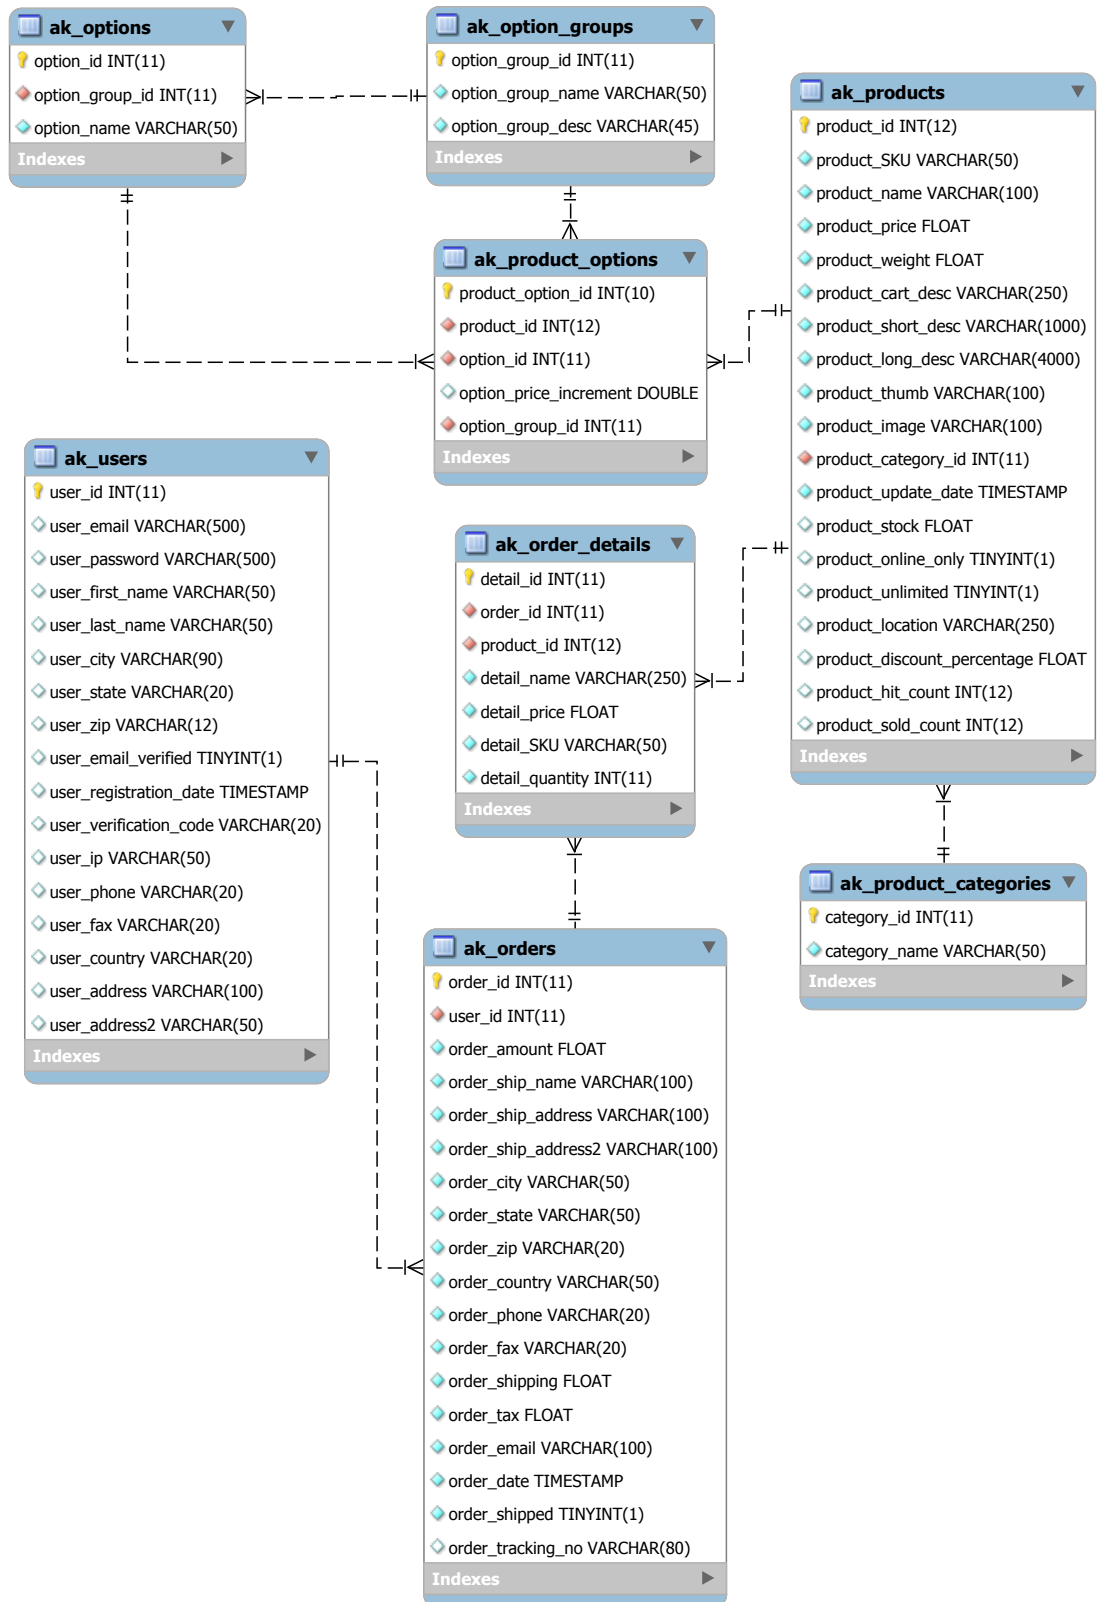 ak_options
option_id INT(11)
option_group_id INT(11)
option_name VARCHAR(50)
Indexes
ak_option_groups
option_group_id INT(11)
option_group_name VARCHAR(50)
option_group_desc VARCHAR(45)
Indexes
ak_products
product_id INT(12)
product_SKU VARCHAR(50)
product_name VARCHAR(100)
product_price FLOAT
product_weight FLOAT
product_cart_desc VARCHAR(250)
product_short_desc VARCHAR(1000)
product_long_desc VARCHAR(4000)
product_thumb VARCHAR(100)
product_image VARCHAR(100)
product_category_id INT(11)
product_update_date TIMESTAMP
product_stock FLOAT
product_online_only TINYINT(1)
product_unlimited TINYINT(1)
product_location VARCHAR(250)
product_discount_percentage FLOAT
product_hit_count INT(12)
product_sold_count INT(12)
Indexes
ak_product_options
product_option_id INT(10)
product_id INT(12)
option_id INT(11)
option_price_increment DOUBLE
option_group_id INT(11)
Indexes
ak_users
user_id INT(11)
user_email VARCHAR(500)
user_password VARCHAR(500)
user_first_name VARCHAR(50)
user_last_name VARCHAR(50)
user_city VARCHAR(90)
user_state VARCHAR(20)
user_zip VARCHAR(12)
user_email_verified TINYINT(1)
user_registration_date TIMESTAMP
user_verification_code VARCHAR(20)
user_ip VARCHAR(50)
user_phone VARCHAR(20)
user_fax VARCHAR(20)
user_country VARCHAR(20)
user_address VARCHAR(100)
user_address2 VARCHAR(50)
Indexes
ak_order_details
detail_id INT(11)
order_id INT(11)
product_id INT(12)
detail_name VARCHAR(250)
detail_price FLOAT
detail_SKU VARCHAR(50)
detail_quantity INT(11)
Indexes
ak_product_categories
category_id INT(11)
category_name VARCHAR(50)
Indexes
ak_orders
order_id INT(11)
user_id INT(11)
order_amount FLOAT
order_ship_name VARCHAR(100)
order_ship_address VARCHAR(100)
order_ship_address2 VARCHAR(100)
order_city VARCHAR(50)
order_state VARCHAR(50)
order_zip VARCHAR(20)
order_country VARCHAR(50)
order_phone VARCHAR(20)
order_fax VARCHAR(20)
order_shipping FLOAT
order_tax FLOAT
order_email VARCHAR(100)
order_date TIMESTAMP
order_shipped TINYINT(1)
order_tracking_no VARCHAR(80)
Indexes